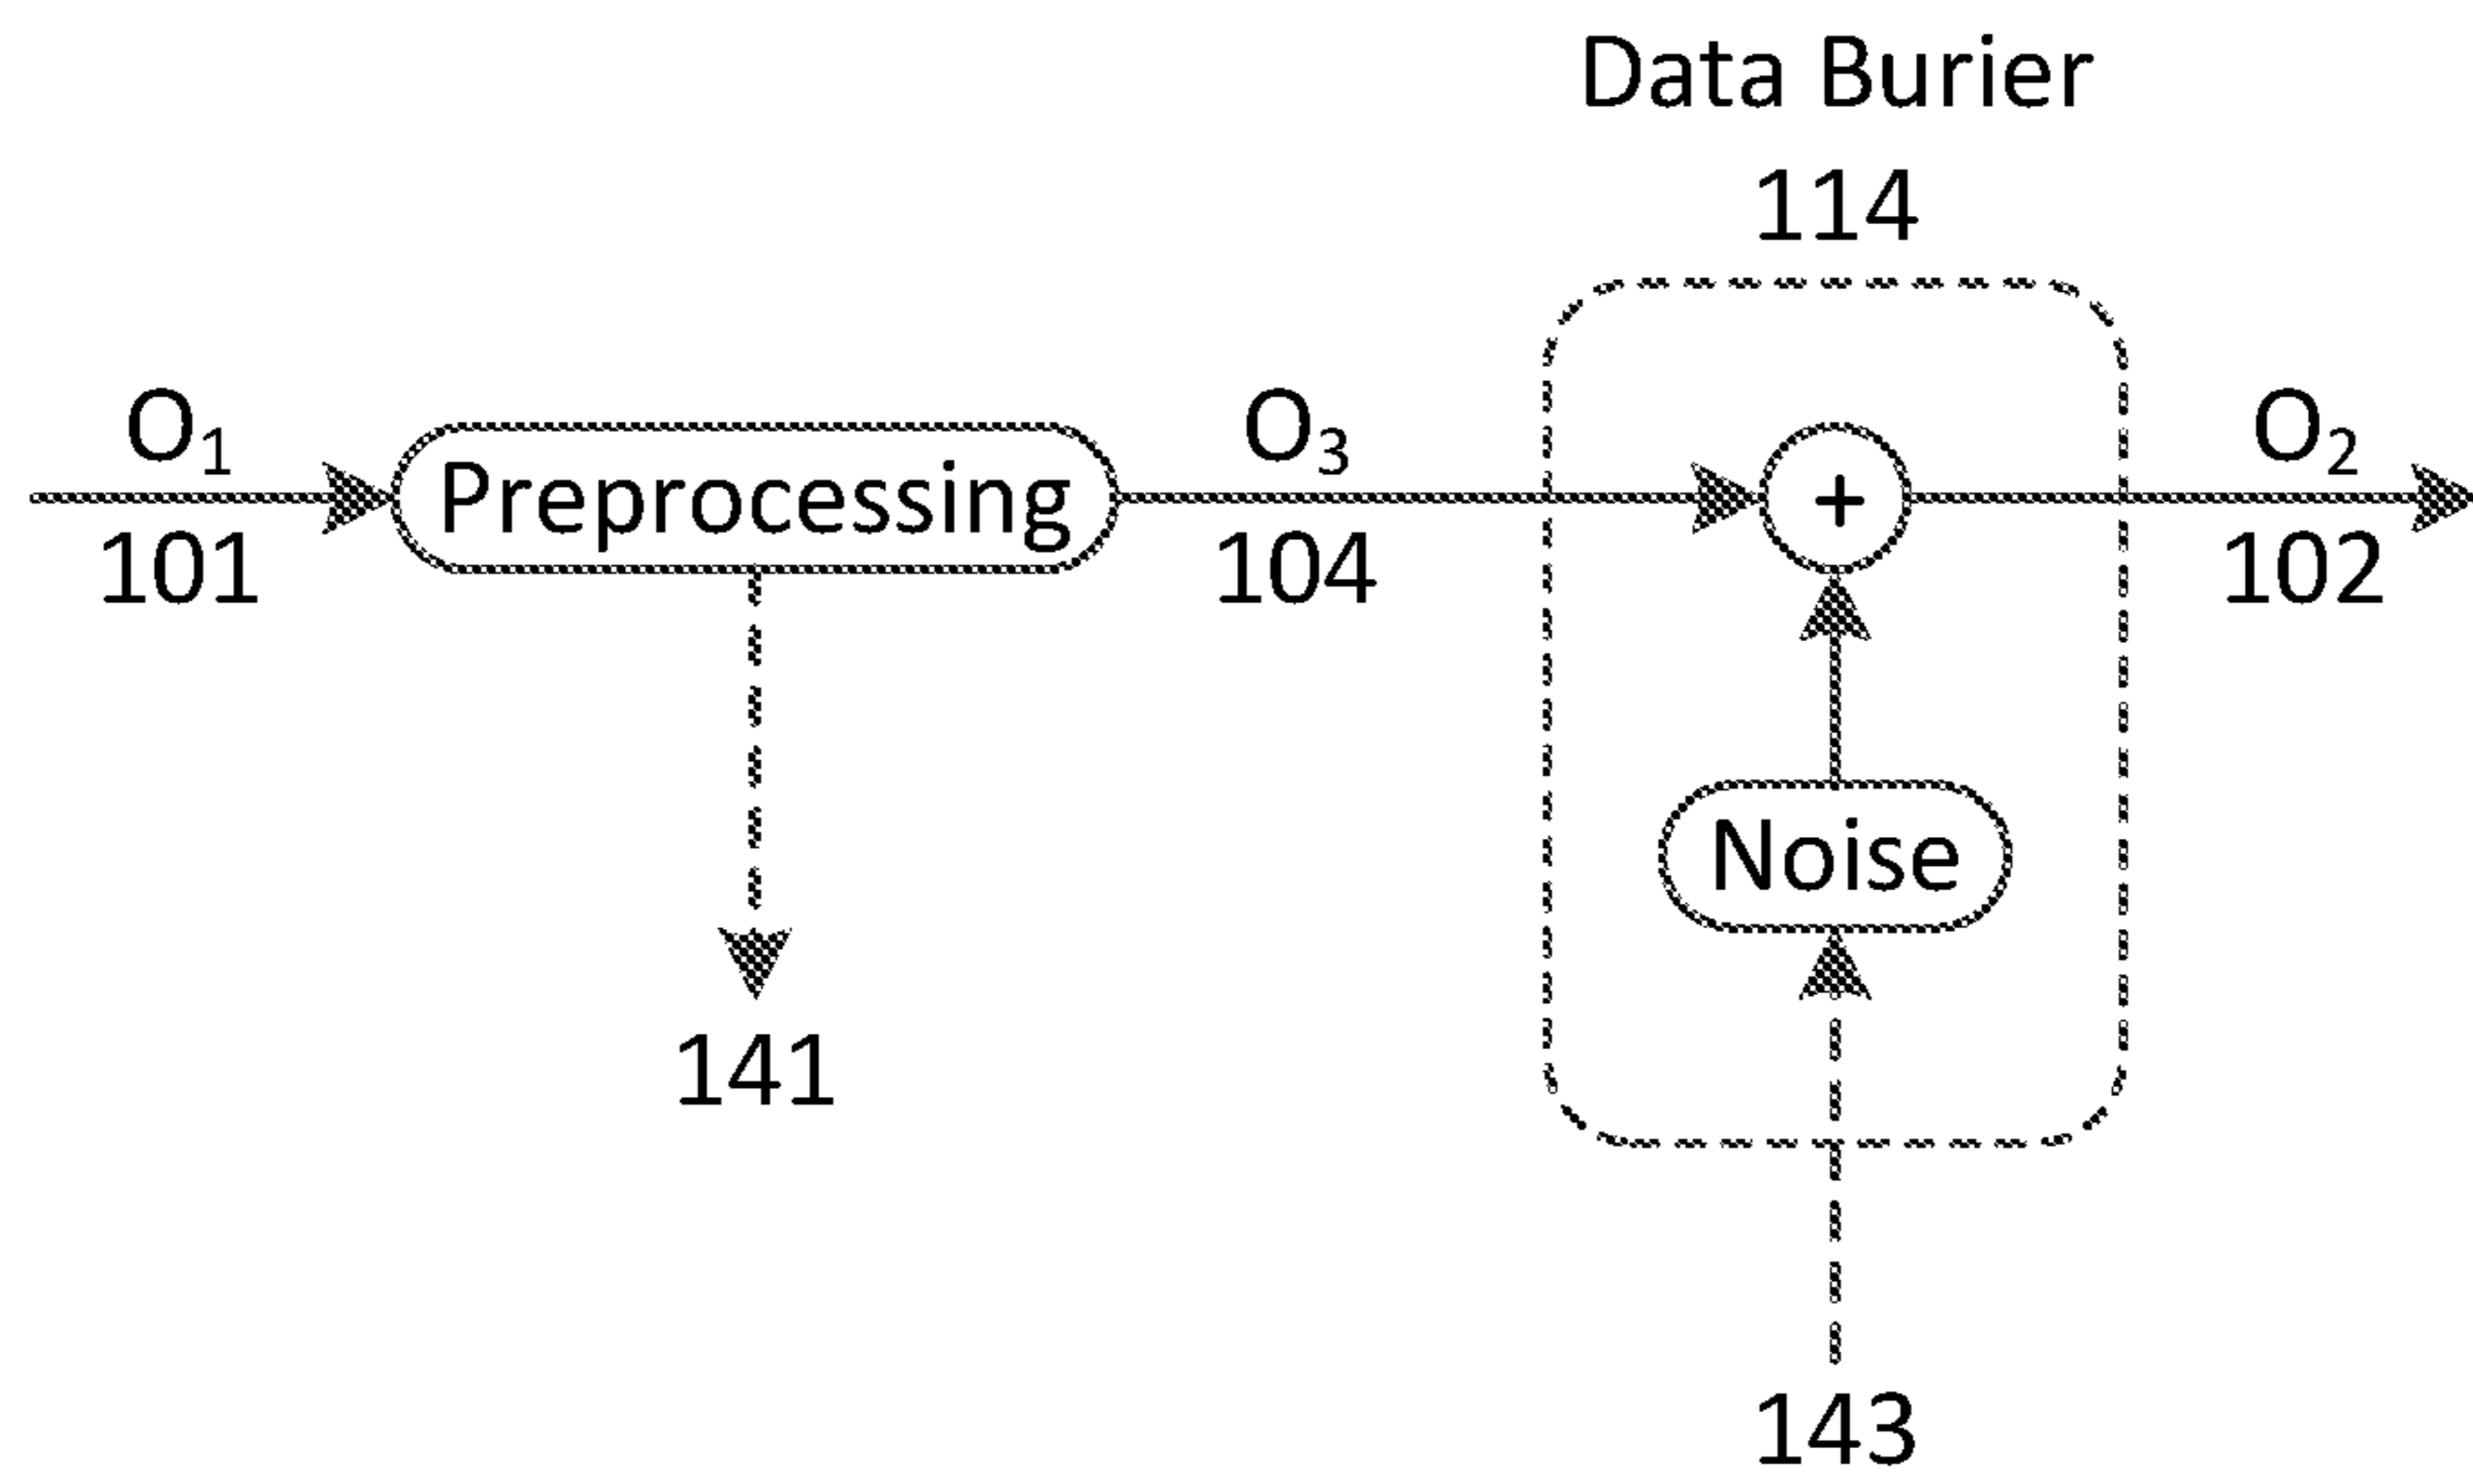 Data Burier
114
O₁
101
Preprocessing
O₃
104
+
O₂
102
Noise
141
143